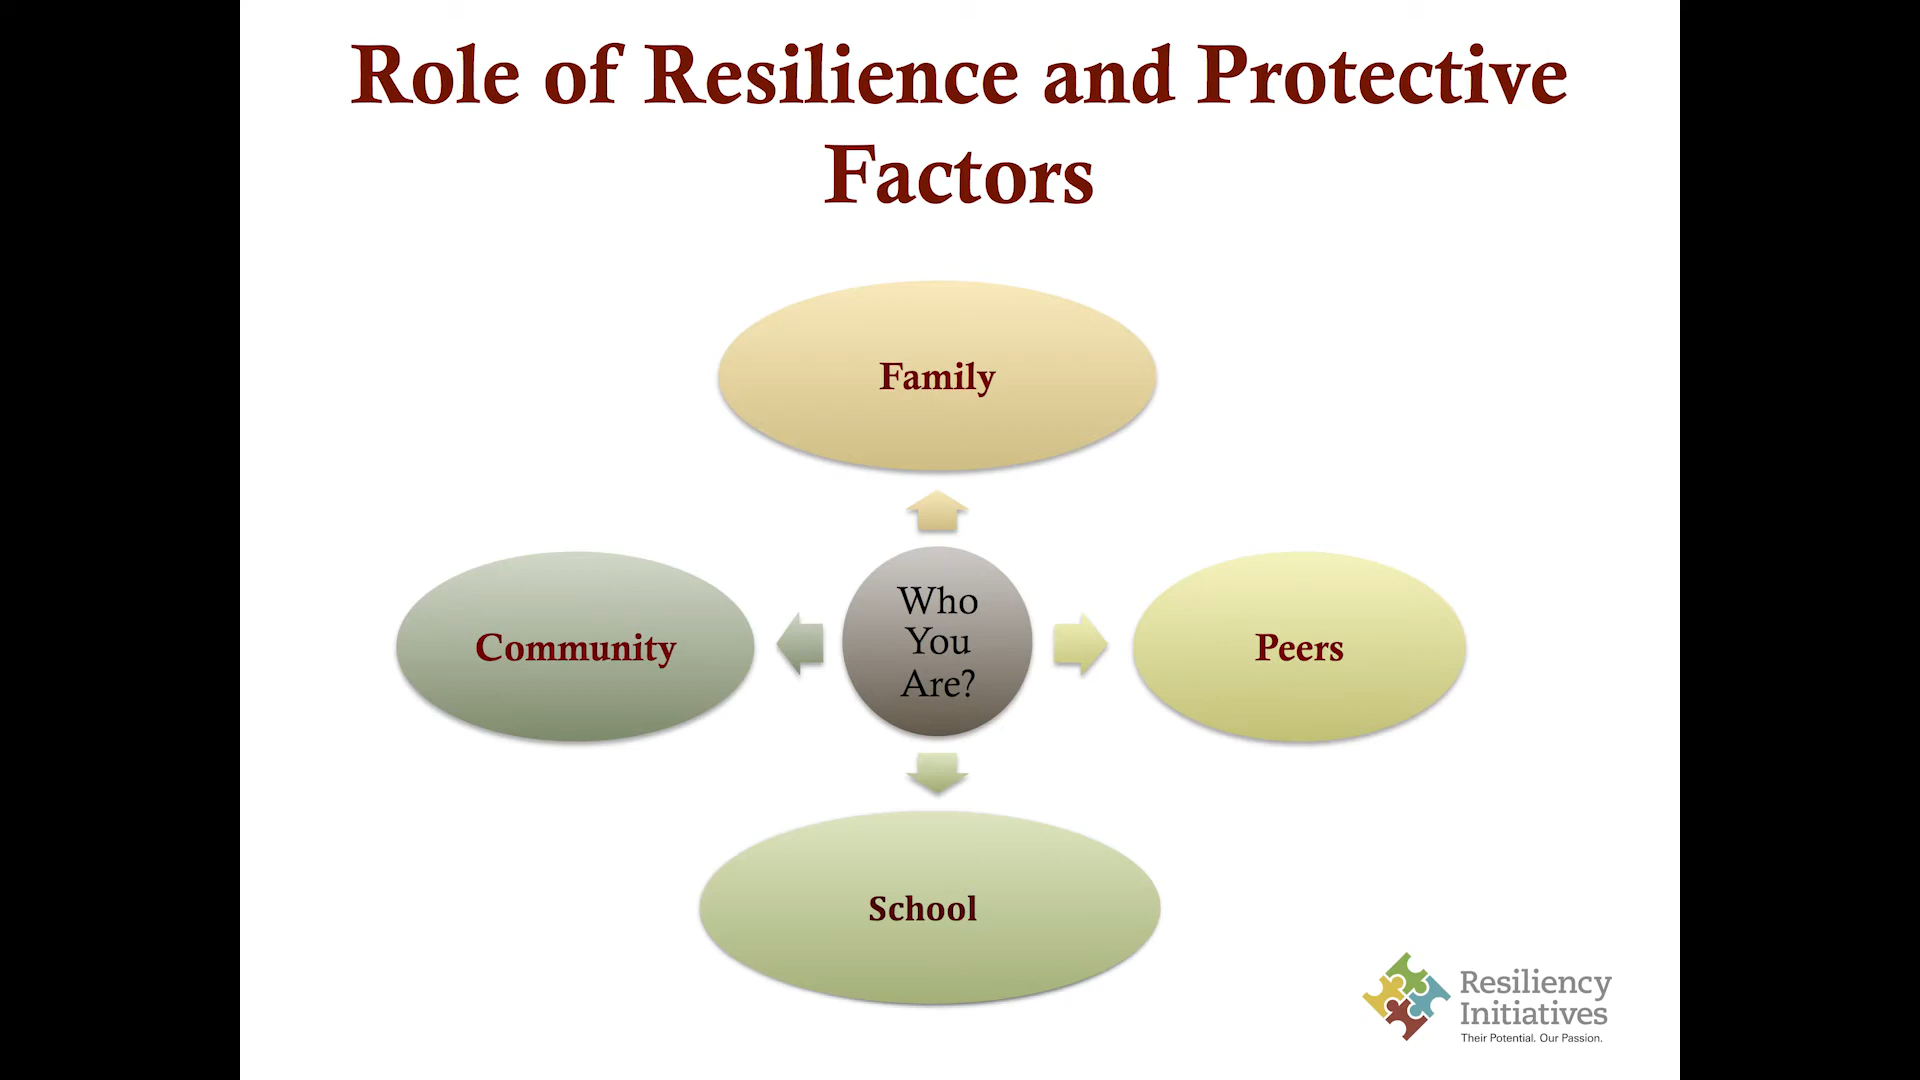 Role of Resilience and Protective
Factors
Family
Community
Who
You
Are?
Peers
School
Resiliency
Initiatives
Their Potential. Our Passion.